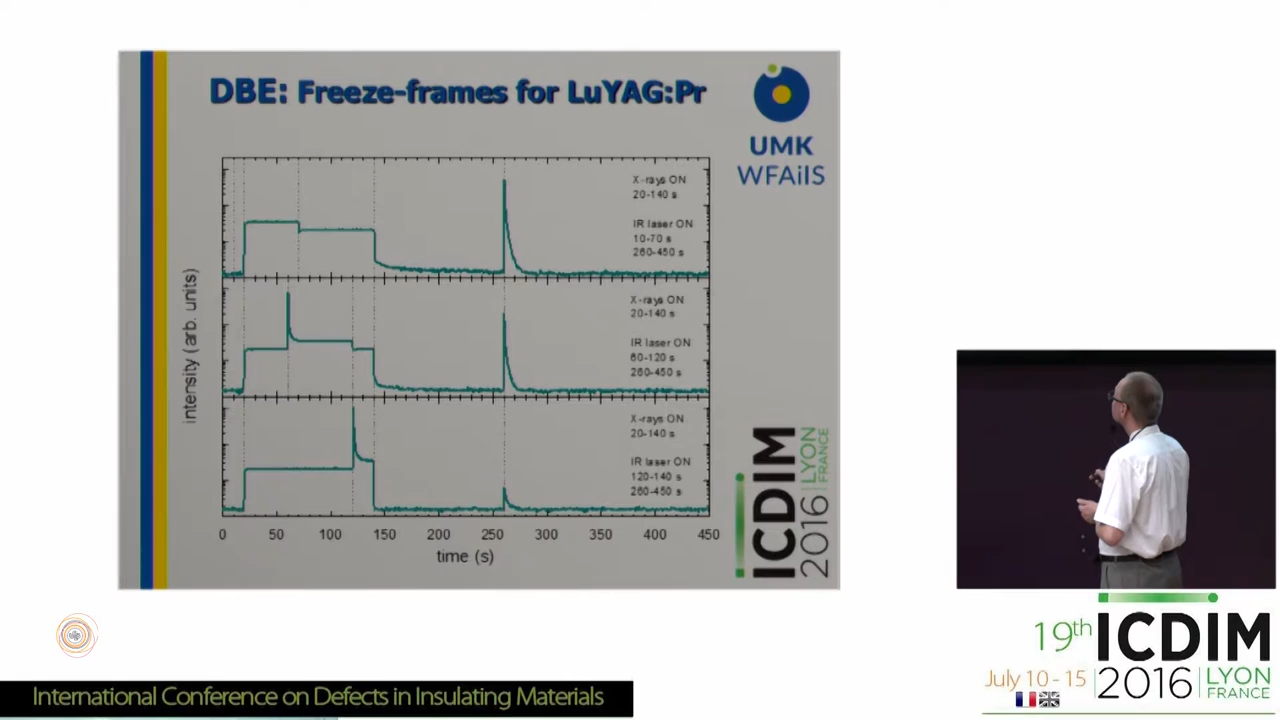 DBE: Freeze-frames for LuYAG:Pr
UMK
WFAiIS
X-rays ON
20-140 s
IR laser ON
10-70 s
260-450 s
X-rays ON
20-140 s
IR laser ON
60-120 s
260-450 s
X-rays ON
20-140 s
IR laser ON
120-140 s
260-450 s
intensity (arb. units)
0 50 100 150 200 250 300 350 400 450
time (s)
ICDIM
2016 LYON
FRANCE
19th ICDIM
July 10 - 15 2016 LYON
FRANCE
International Conference on Defects in Insulating Materials